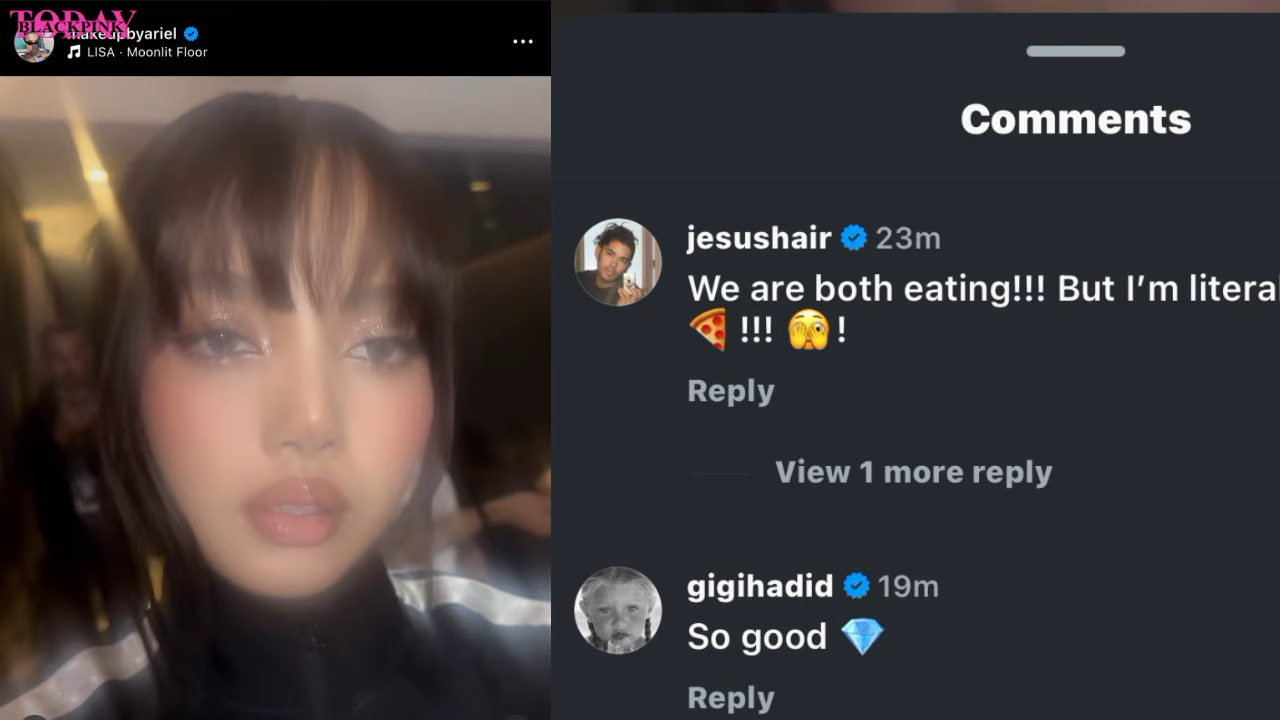 TODAY
BLACKPINK
makeupbyariel
LISA · Moonlit Floor
Comments
jesushair 23m
We are both eating!!! But I’m litera
🍕 !!! 🫣 !
Reply
View 1 more reply
gigihadid 19m
So good 💎
Reply